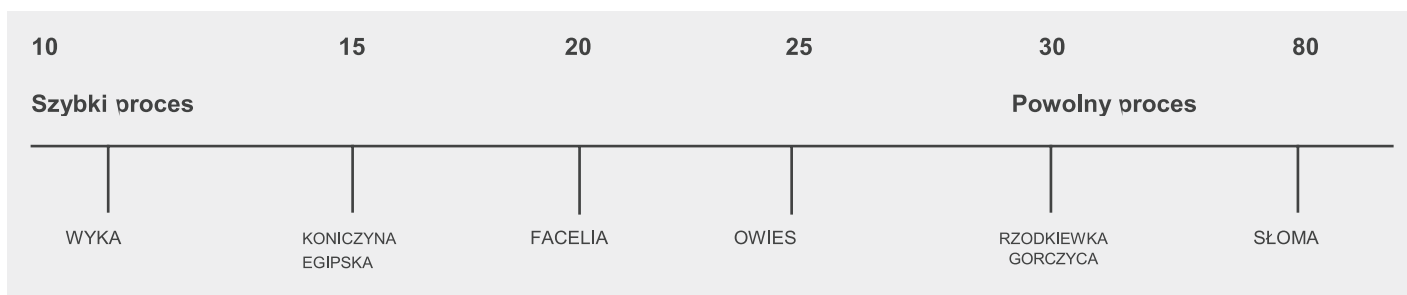 10 15 20 25 30 80
Szybki proces Powolny proces
WYKA KONICZYNA FACELIA OWIES RZODKIEWKA SŁOMA
EGIPSKA GORCZYCA